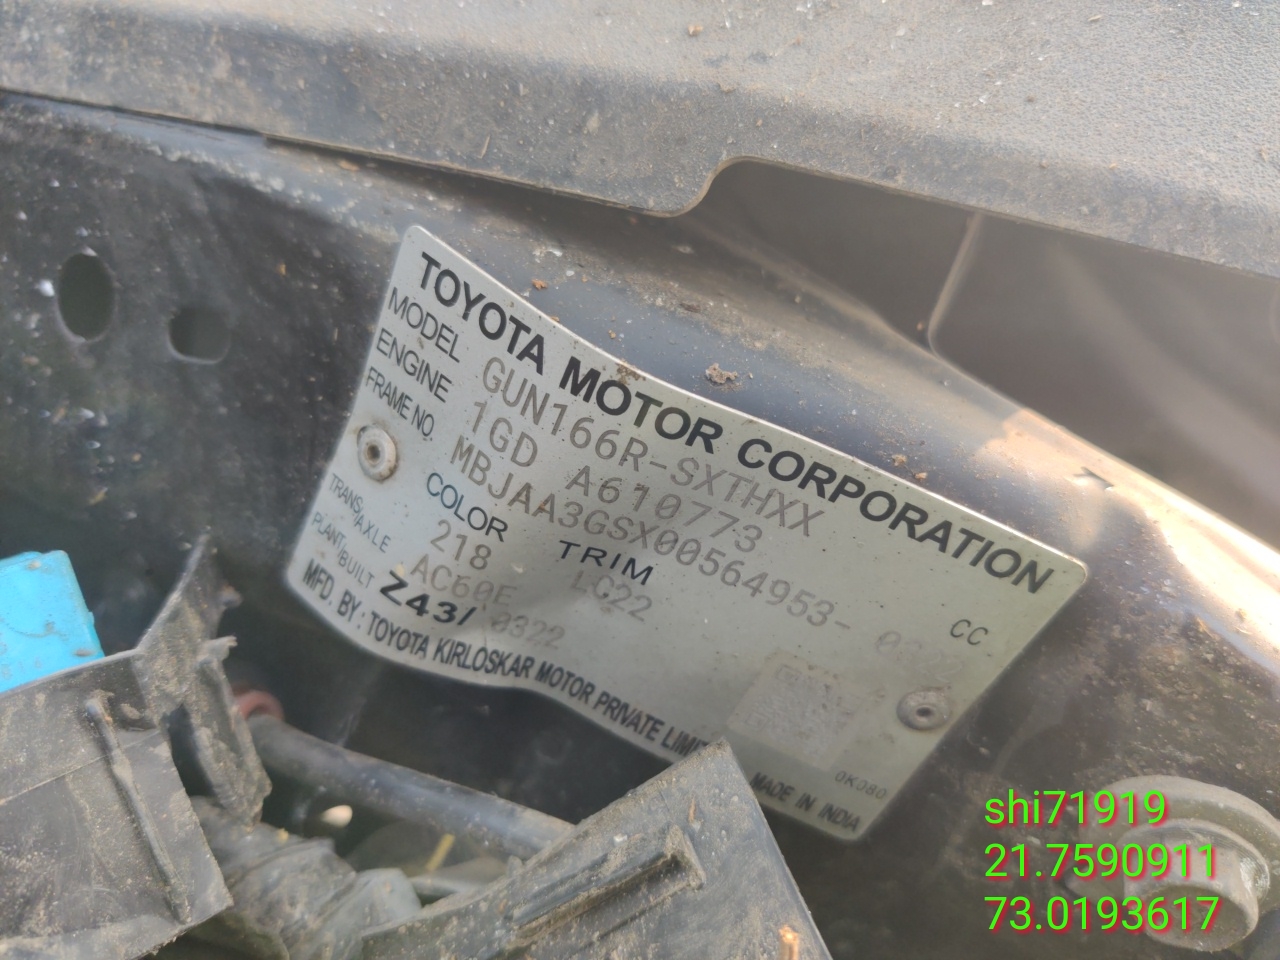 TOYOTA MOTOR CORPORATION
MODEL GUN166R-SXTHXX
ENGINE 1GD A610773 CC
FRAME NO. MBJAA3GSX00564953-
COLOR TRIM
218 LC22
TRANS/AXLE AC60E
PLANT/BUILT Z43/ 0322
MFD. BY : TOYOTA KIRLOSKAR MOTOR PRIVATE
0K080
MADE IN INDIA
shi71919
21.7590911
73.0193617